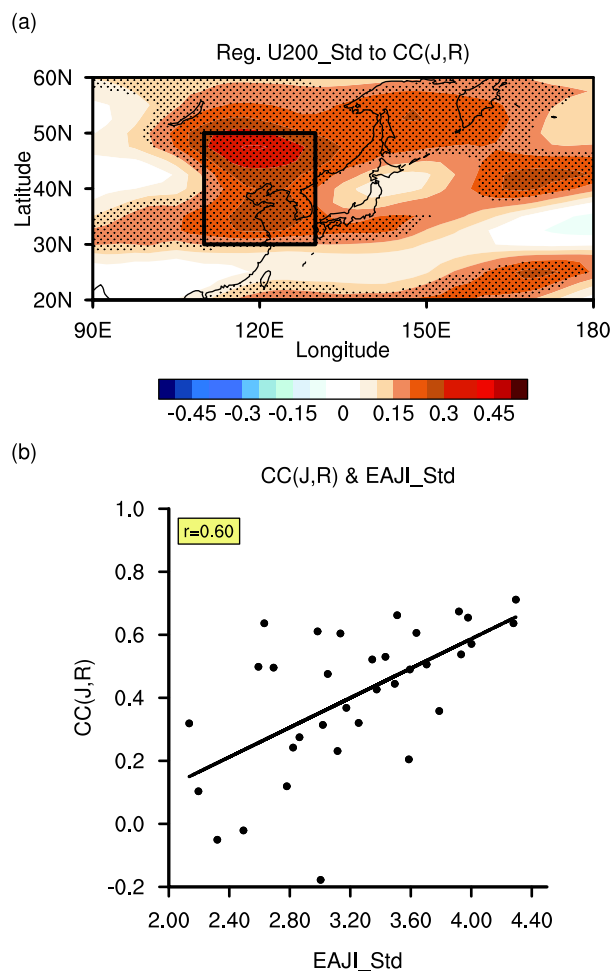 (a)
Reg. U200_Std to CC(J,R)
60N
50N
40N
30N
20N
Latitude
90E 120E 150E 180
Longitude
-0.45 -0.3 -0.15 0 0.15 0.3 0.45
(b)
CC(J,R) & EAJI_Std
r=0.60
1.0
0.8
0.6
0.4
0.2
0.0
-0.2
CC(J,R)
2.00 2.40 2.80 3.20 3.60 4.00 4.40
EAJI_Std